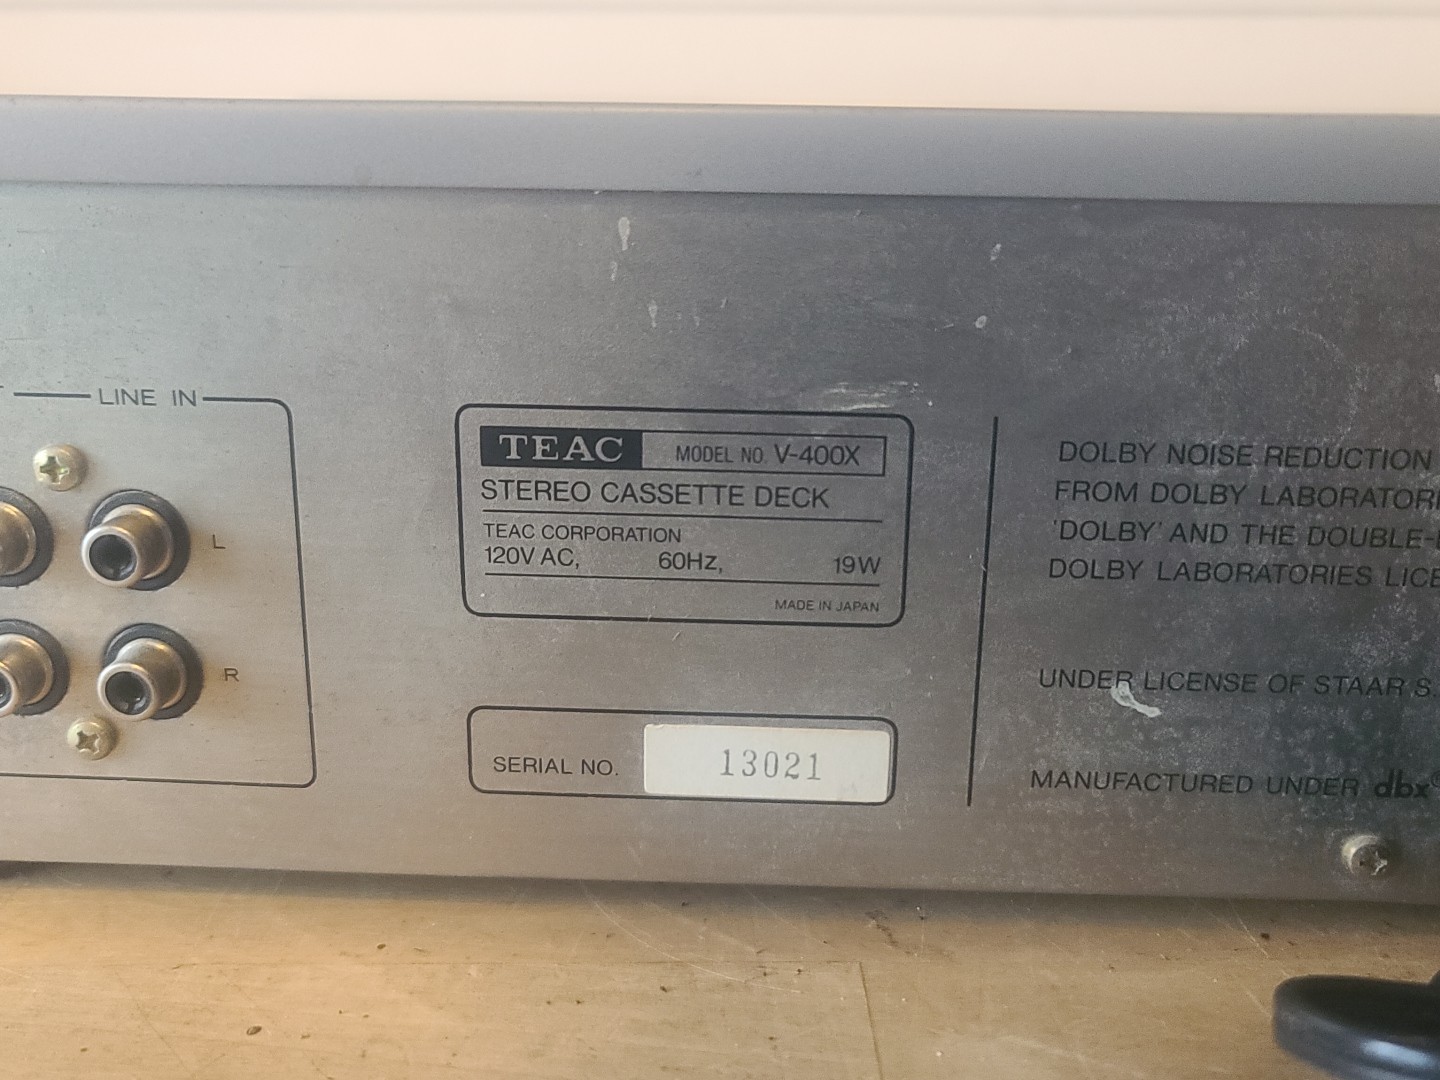 LINE IN
L
R
TEAC MODEL NO. V-400X
STEREO CASSETTE DECK
TEAC CORPORATION
120V AC, 60Hz, 19W
MADE IN JAPAN
SERIAL NO. 13021
DOLBY NOISE REDUCTION
FROM DOLBY
'DOLBY' AND THE
DOLBY LABORATORIES
UNDER LICENSE OF STAAR S.
MANUFACTURED UNDER dbx®